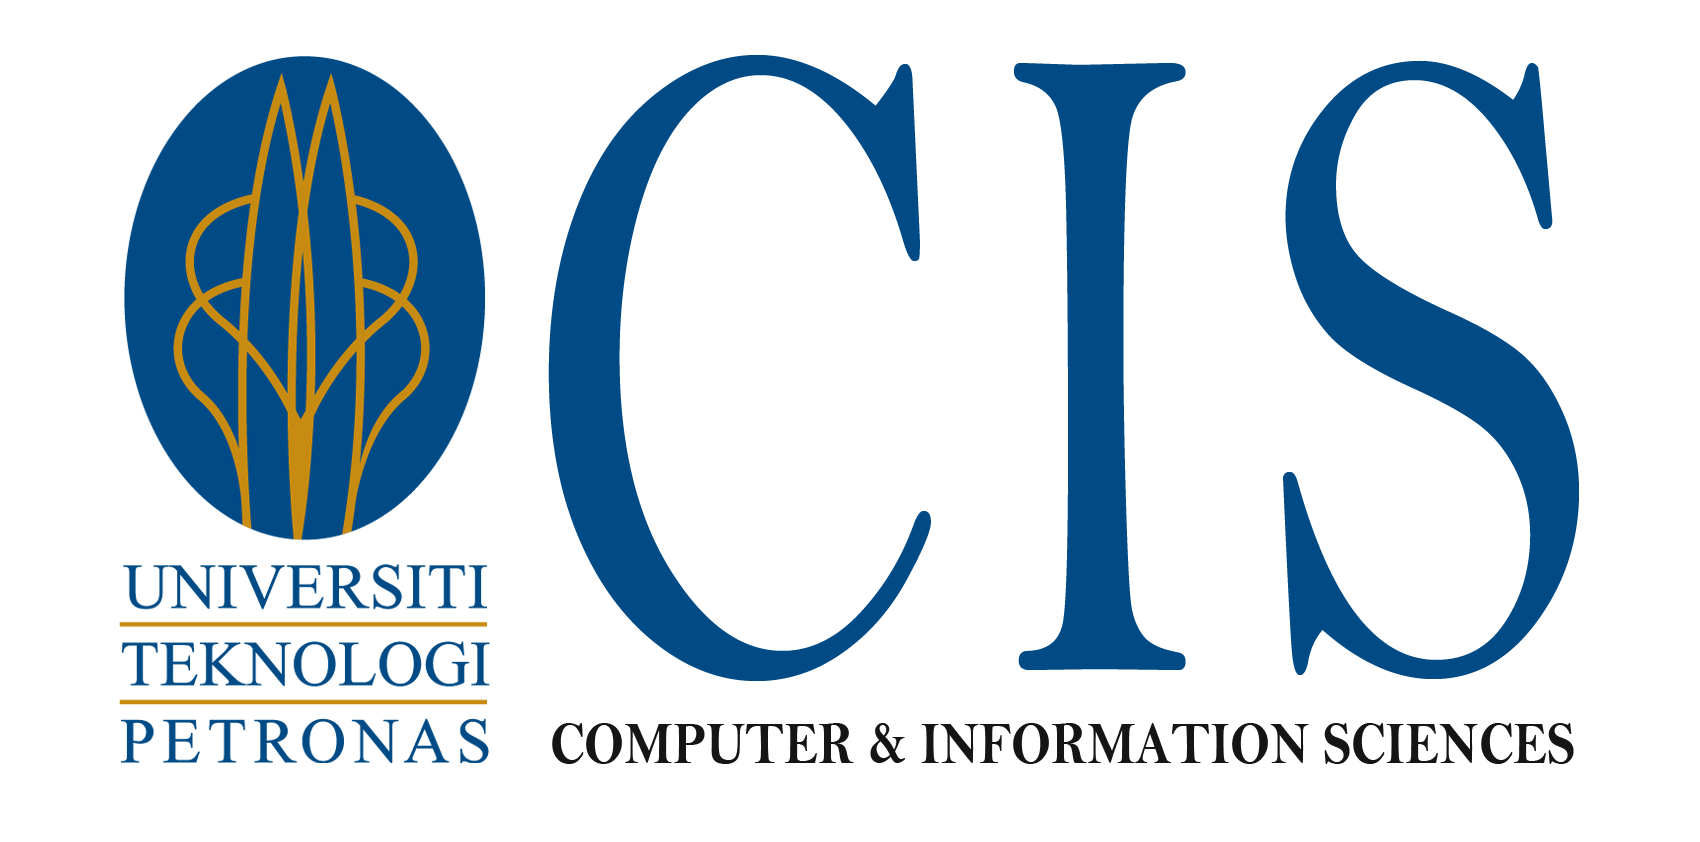 UNIVERSITI
TEKNOLOGI
PETRONAS
CIS
COMPUTER & INFORMATION SCIENCES